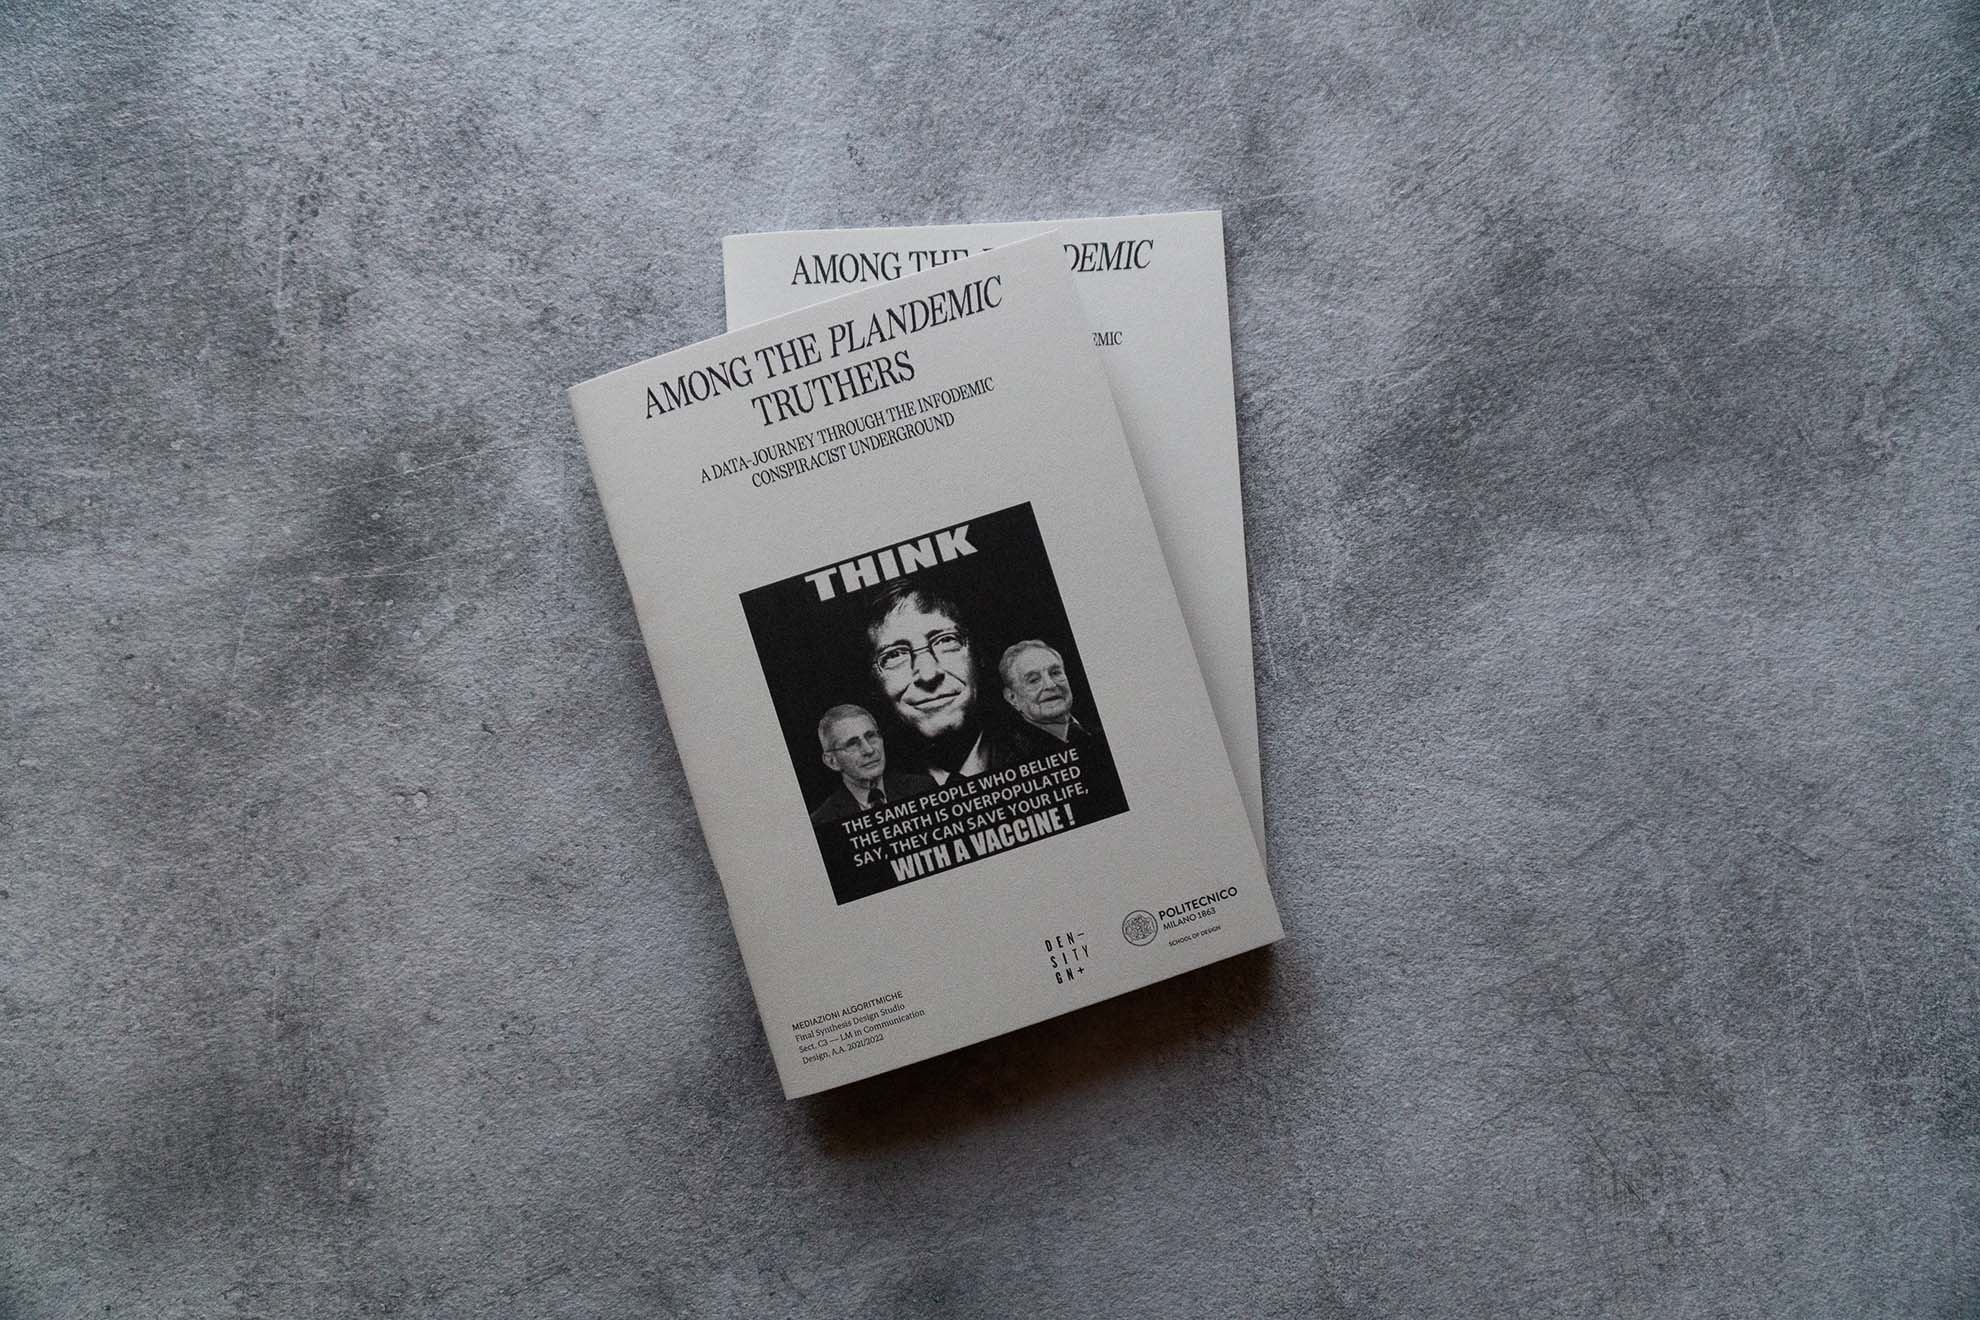 AMONG THE
DEMIC
EMIC
AMONG THE PLANDEMIC
TRUTHERS
A DATA-JOURNEY THROUGH THE INFODEMIC
CONSPIRACIST UNDERGROUND
THINK
THE SAME PEOPLE WHO BELIEVE
THE EARTH IS OVERPOPULATED
SAY, THEY CAN SAVE YOUR LIFE,
WITH A VACCINE !
DEN–
SITY
GN+
POLITECNICO
MILANO 1863
SCHOOL OF DESIGN
MEDIAZIONI ALGORITMICHE
Final Synthesis Design Studio
Sect. C3 — LM in Communication
Design, A.A. 2021/2022